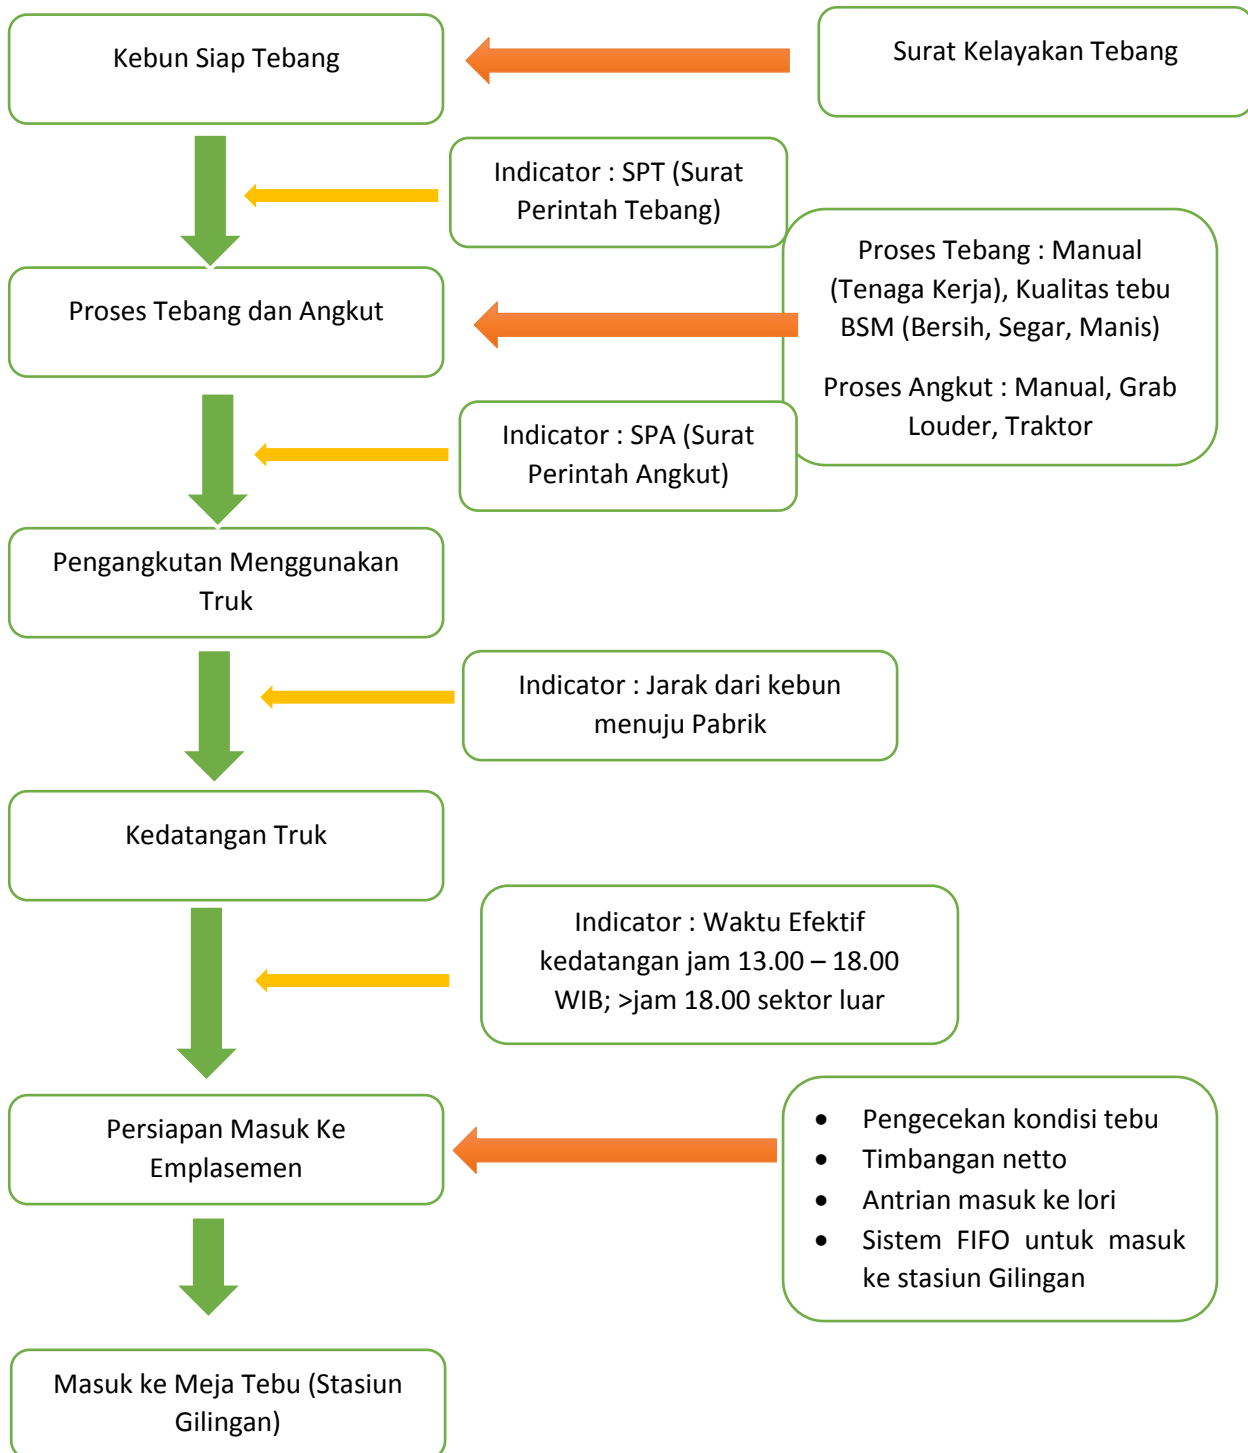 Kebun Siap Tebang
Surat Kelayakan Tebang
Indicator : SPT (Surat
Perintah Tebang)
Proses Tebang dan Angkut
Proses Tebang : Manual
(Tenaga Kerja), Kualitas tebu
BSM (Bersih, Segar, Manis)
Proses Angkut : Manual, Grab
Louder, Traktor
Indicator : SPA (Surat
Perintah Angkut)
Pengangkutan Menggunakan
Truk
Indicator : Jarak dari kebun
menuju Pabrik
Kedatangan Truk
Indicator : Waktu Efektif
kedatangan jam 13.00 – 18.00
WIB; >jam 18.00 sektor luar
Persiapan Masuk Ke
Emplasemen
• Pengecekan kondisi tebu
• Timbangan netto
• Antrian masuk ke lori
• Sistem FIFO untuk masuk
ke stasiun Gilingan
Masuk ke Meja Tebu (Stasiun
Gilingan)